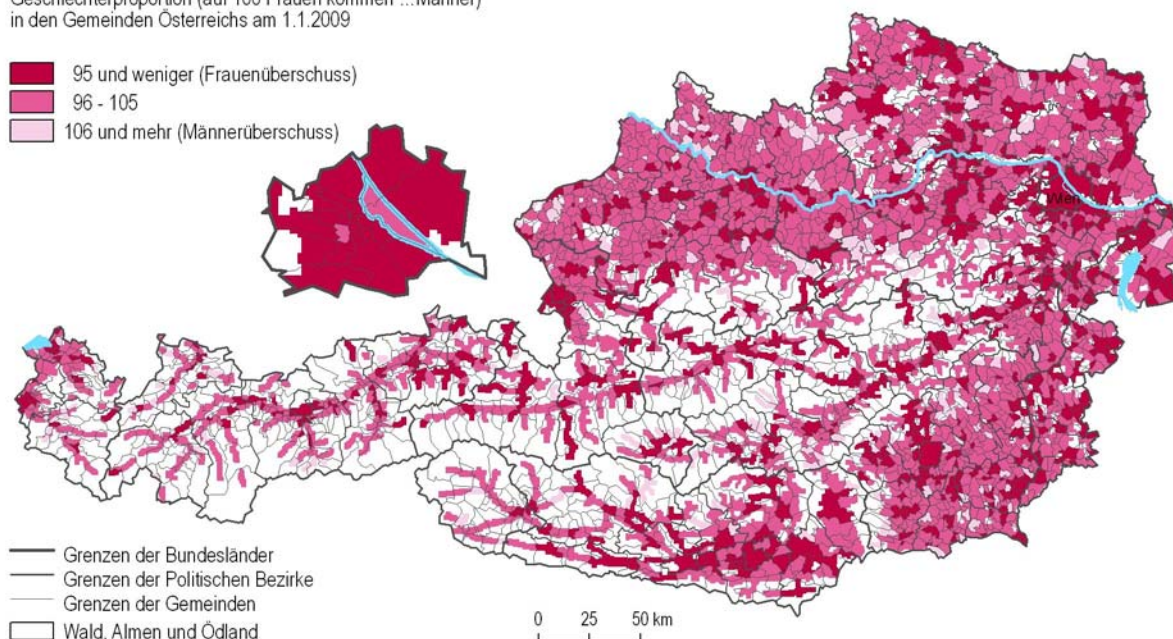 Geschlechterproportion (auf 100 Frauen kommen ...Männer)
in den Gemeinden Österreichs am 1.1.2009
95 und weniger (Frauenüberschuss)
96 - 105
106 und mehr (Männerüberschuss)
Wien
Grenzen der Bundesländer
Grenzen der Politischen Bezirke
Grenzen der Gemeinden
Wald, Almen und Ödland
0 25 50 km